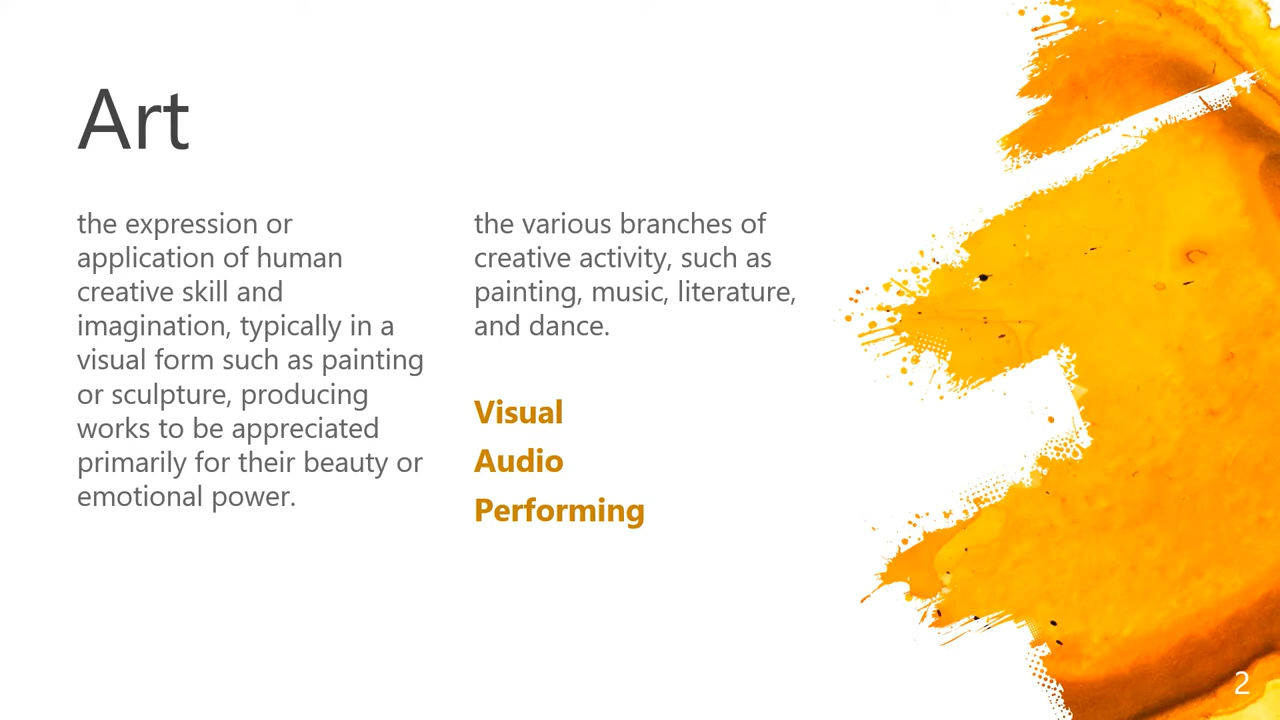 Art
the expression or
application of human
creative skill and
imagination, typically in a
visual form such as painting
or sculpture, producing
works to be appreciated
primarily for their beauty or
emotional power.
the various branches of
creative activity, such as
painting, music, literature,
and dance.
Visual
Audio
Performing
2